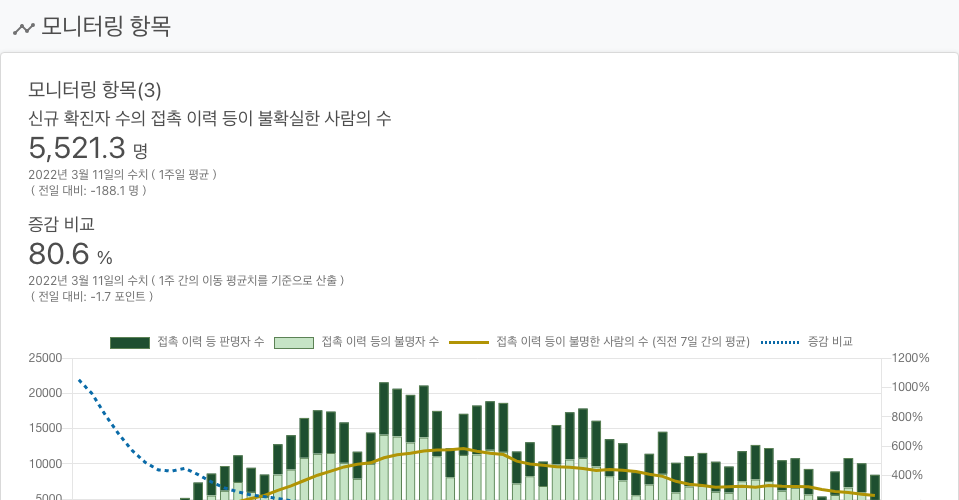 모니터링 항목
모니터링 항목(3)
신규 확진자 수의 접촉 이력 등이 불확실한 사람의 수
5,521.3 명
2022년 3월 11일의 수치 ( 1주일 평균 )
( 전일 대비: -188.1 명 )
증감 비교
80.6 %
2022년 3월 11일의 수치 ( 1주 간의 이동 평균치를 기준으로 산출 )
( 전일 대비: -1.7 포인트 )
접촉 이력 등 판명자 수 접촉 이력 등의 불명자 수 접촉 이력 등이 불명한 사람의 수 (직전 7일 간의 평균) 증감 비교
25000 1200%
20000 1000%
15000 800%
10000 600%
5000 400%